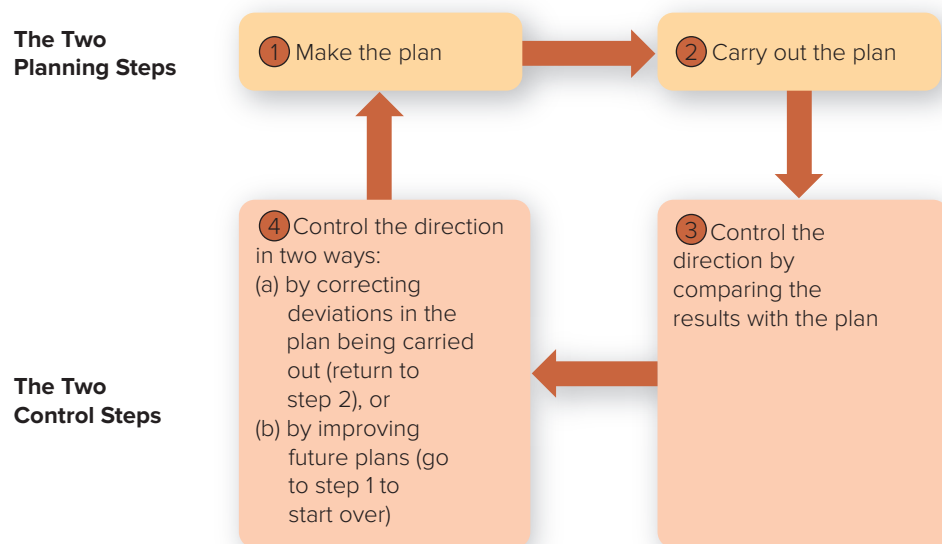 The Two
Planning Steps
1 Make the plan
2 Carry out the plan
4 Control the direction
in two ways:
(a) by correcting
deviations in the
plan being carried
out (return to
step 2), or
(b) by improving
future plans (go
to step 1 to
start over)
3 Control the
direction by
comparing the
results with the plan
The Two
Control Steps